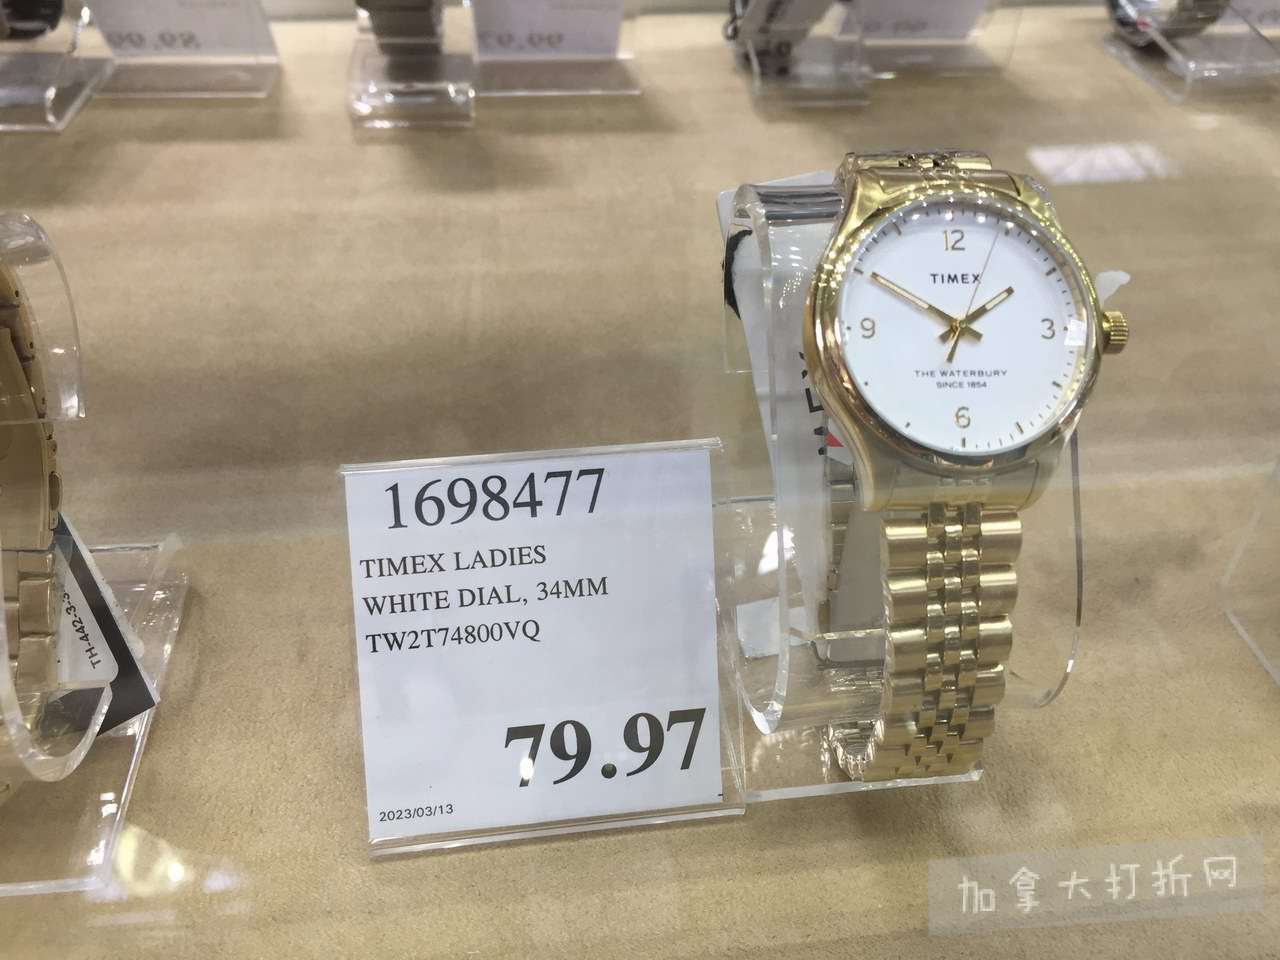 12
TIMEX
9
3
THE WATERBURY
SINCE 1854
6
1698477
TIMEX LADIES
WHITE DIAL, 34MM
TW2T74800VQ
79.97
2023/03/13
加拿大打折网